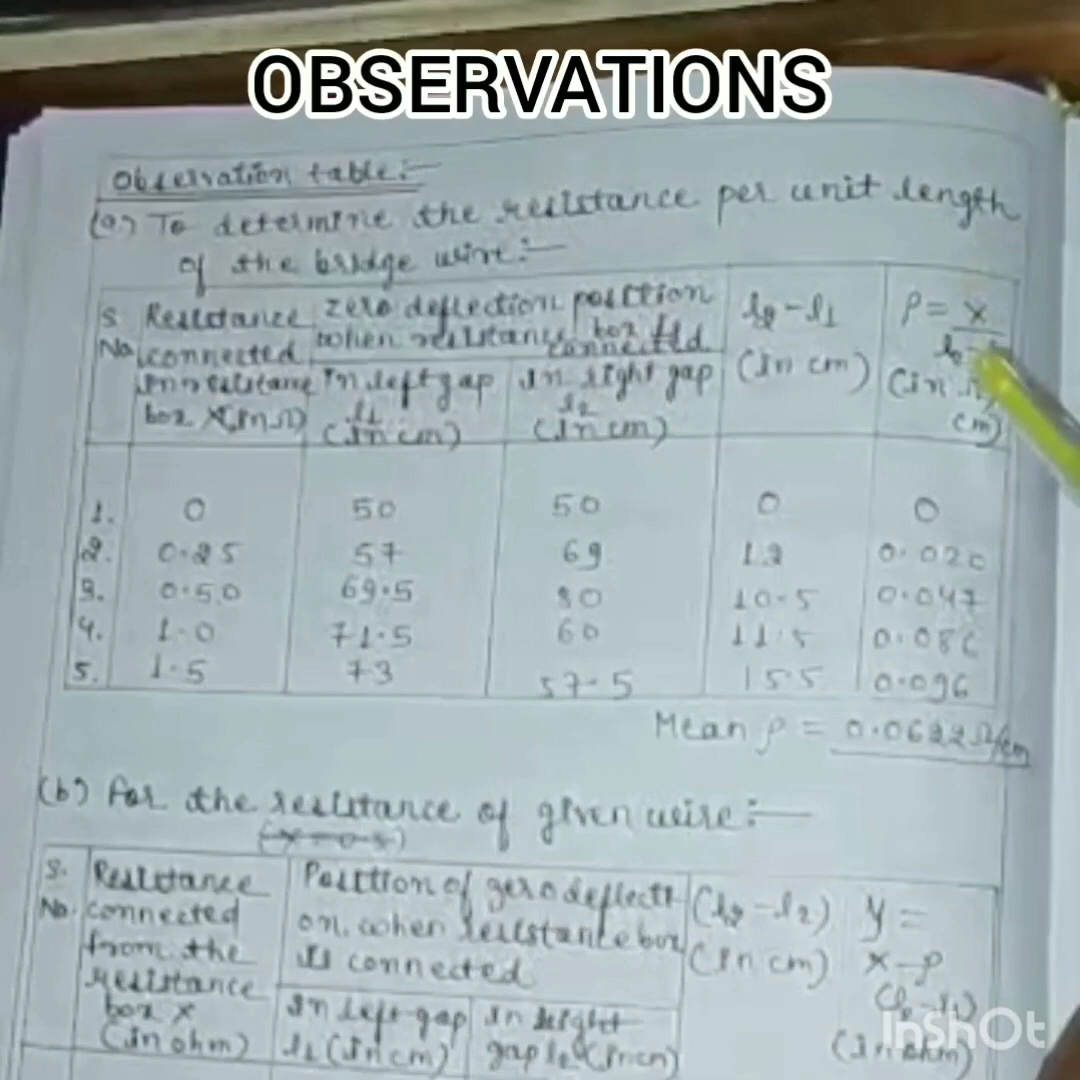 OBSERVATIONS
Observation table:-
(a) To determine the resistance per unit length
of the bridge wire:-
S. No. | Resistance connected in resistance box X (in Ω) | Zero deflection position when resistance box connected | l2-l1 (in cm) | ρ = X
In left gap l1 (in cm) | In right gap l2 (in cm) | (in cm)
1. 0 50 50 0 0
2. 0.25 57 69 12 0.020
3. 0.50 69.5 80 10.5 0.047
4. 1.0 71.5 60 11.5 0.086
5. 1.5 73 57.5 15.5 0.096
Mean ρ = 0.0622 Ω/cm
(b) For the resistance of given wire:-
S. No. | Resistance connected from the resistance box X (in ohm) | Position of zero deflecti on, when resistance box is connected | (l2-l2) (in cm) | y = x-ρ (l2-l1) (in ohm)
In left gap l1 (in cm) | In right gap l2 (in cm)
InShOt